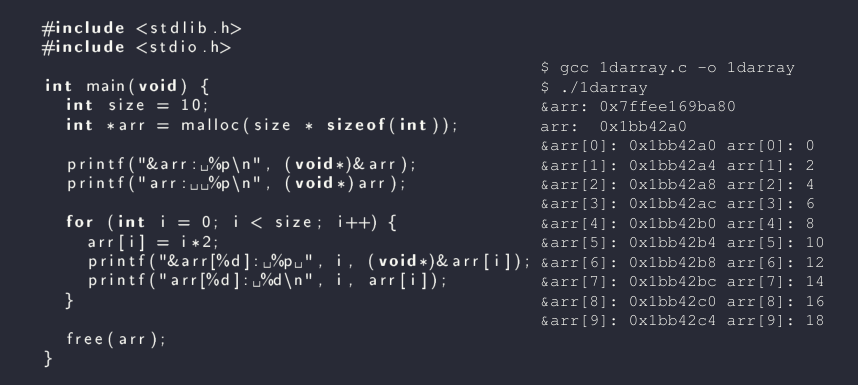 #include <stdlib.h>
#include <stdio.h>

int main(void) {
  int size = 10;
  int *arr = malloc(size * sizeof(int));

  printf("&arr:␣%p\n", (void*)&arr);
  printf("arr:␣␣%p\n", (void*)arr);

  for (int i = 0; i < size; i++) {
    arr[i] = i*2;
    printf("&arr[%d]:␣%p␣", i, (void*)&arr[i]);
    printf("arr[%d]:␣%d\n", i, arr[i]);
  }

  free(arr);
}
$ gcc 1darray.c -o 1darray
$ ./1darray
&arr: 0x7ffee169ba80
arr:  0x1bb42a0
&arr[0]: 0x1bb42a0 arr[0]: 0
&arr[1]: 0x1bb42a4 arr[1]: 2
&arr[2]: 0x1bb42a8 arr[2]: 4
&arr[3]: 0x1bb42ac arr[3]: 6
&arr[4]: 0x1bb42b0 arr[4]: 8
&arr[5]: 0x1bb42b4 arr[5]: 10
&arr[6]: 0x1bb42b8 arr[6]: 12
&arr[7]: 0x1bb42bc arr[7]: 14
&arr[8]: 0x1bb42c0 arr[8]: 16
&arr[9]: 0x1bb42c4 arr[9]: 18